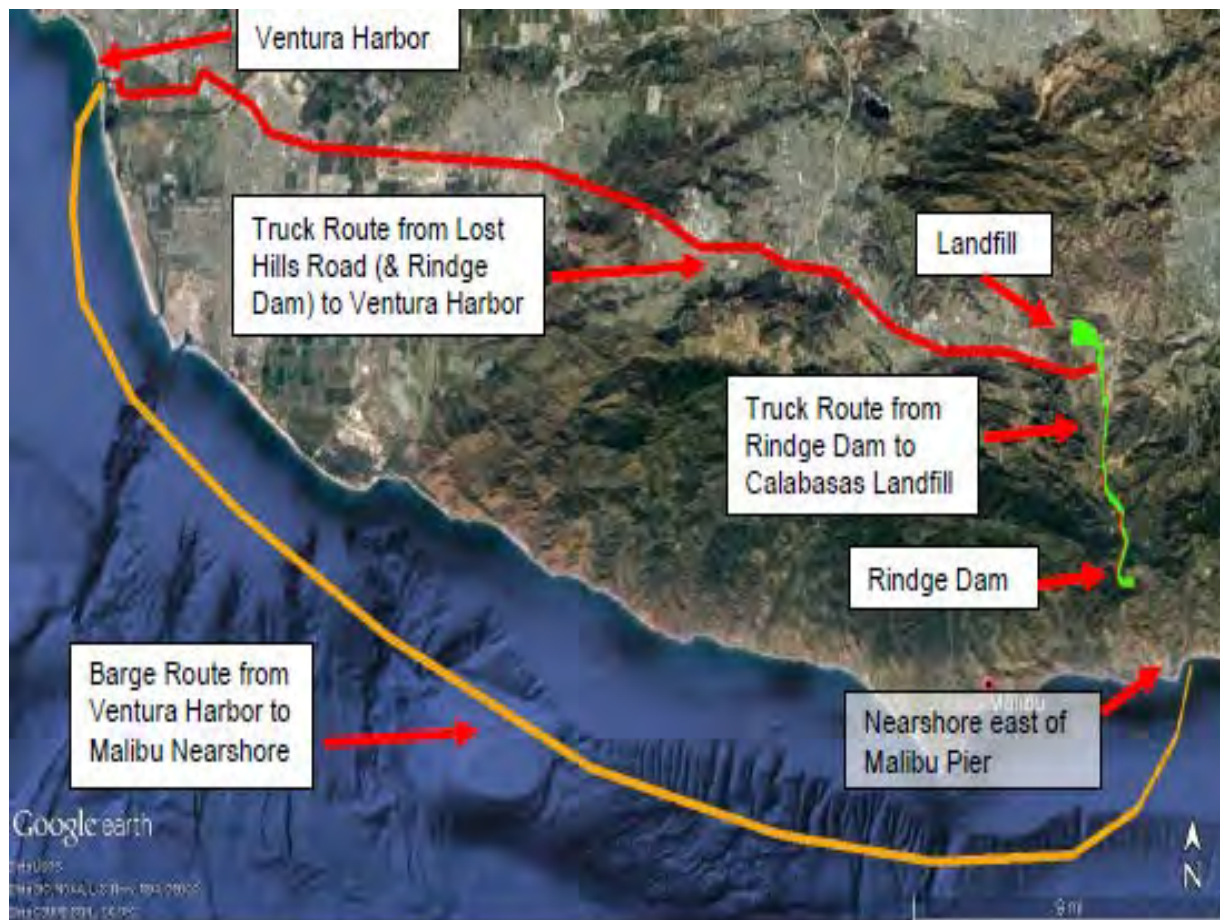 Ventura Harbor
Truck Route from Lost
Hills Road (& Rindge
Dam) to Ventura Harbor
Landfill
Truck Route from
Rindge Dam to
Calabasas Landfill
Rindge Dam
Barge Route from
Ventura Harbor to
Malibu Nearshore
Malibu
Nearshore east of
Malibu Pier
Google earth
N
9 mi